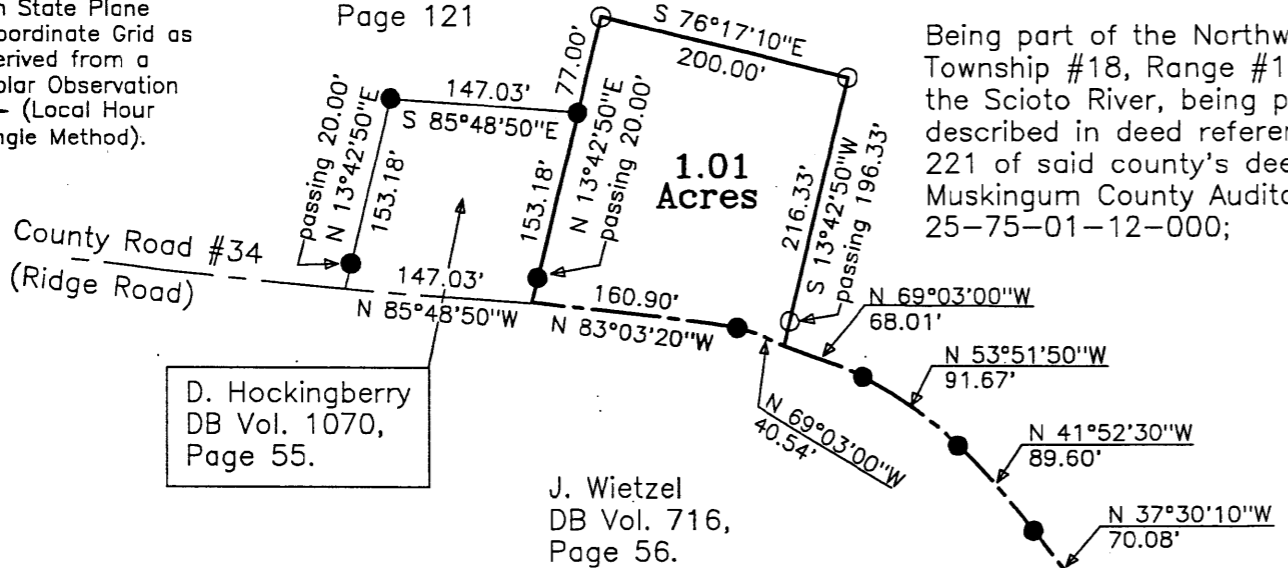 State Plane
Coordinate Grid as
derived from a
Solar Observation
– (Local Hour
Angle Method).
Page 121
77.00'
S 76°17'10"E
200.00'
147.03'
S 85°48'50"E
passing 20.00'
N 13°42'50"E
153.18'
153.18'
N 13°42'50"E
passing 20.00'
1.01
Acres
216.33'
S 13°42'50"W
passing 196.33'
County Road #34
(Ridge Road)
147.03'
N 85°48'50"W
160.90'
N 83°03'20"W
N 69°03'00"W
68.01'
N 53°51'50"W
91.67'
N 69°03'00"W
40.54'
N 41°52'30"W
89.60'
N 37°30'10"W
70.08'
D. Hockingberry
DB Vol. 1070,
Page 55.
J. Wietzel
DB Vol. 716,
Page 56.
Being part of the Northw
Township #18, Range #1
the Scioto River, being p
described in deed refere
221 of said county's dee
Muskingum County Audito
25-75-01-12-000;